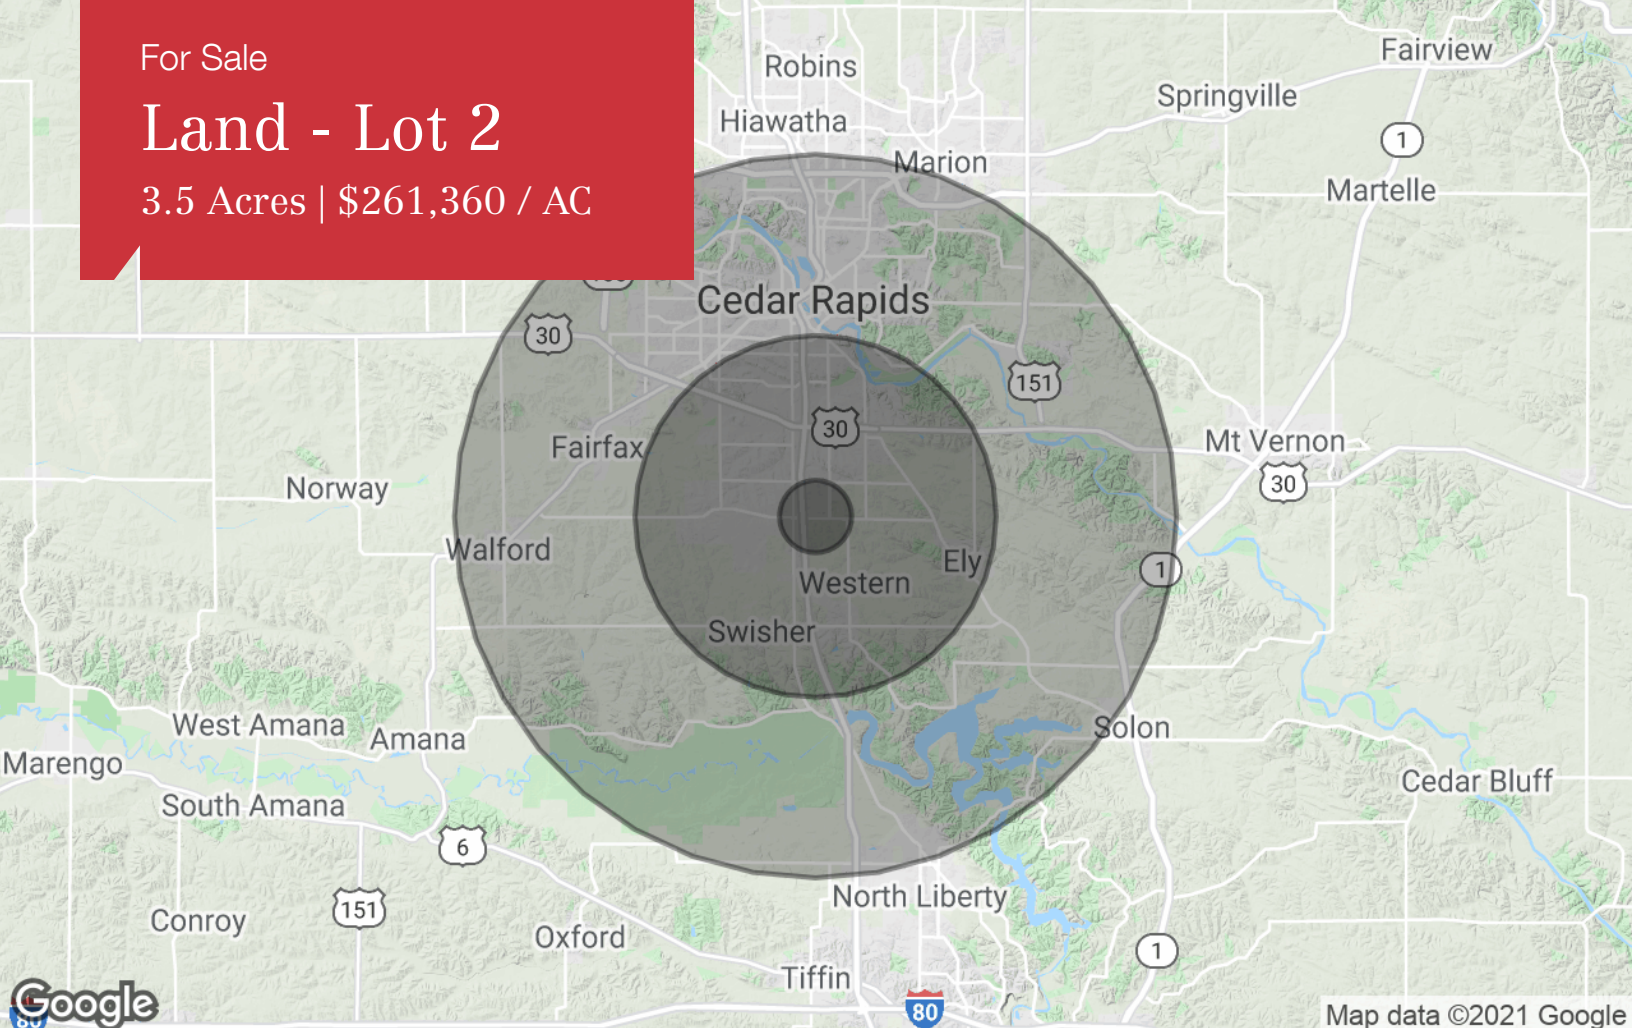 For Sale
Land - Lot 2
3.5 Acres | $261,360 / AC
Fairview
Robins
Springville
Hiawatha
1
Marion
Martelle
Cedar Rapids
30
151
30
Mt Vernon
Fairfax
30
Norway
Walford
Ely
1
Western
Swisher
West Amana
Solon
Amana
Marengo
Cedar Bluff
South Amana
6
North Liberty
151
Conroy
Oxford
1
Tiffin
Google
80
80
Map data ©2021 Google